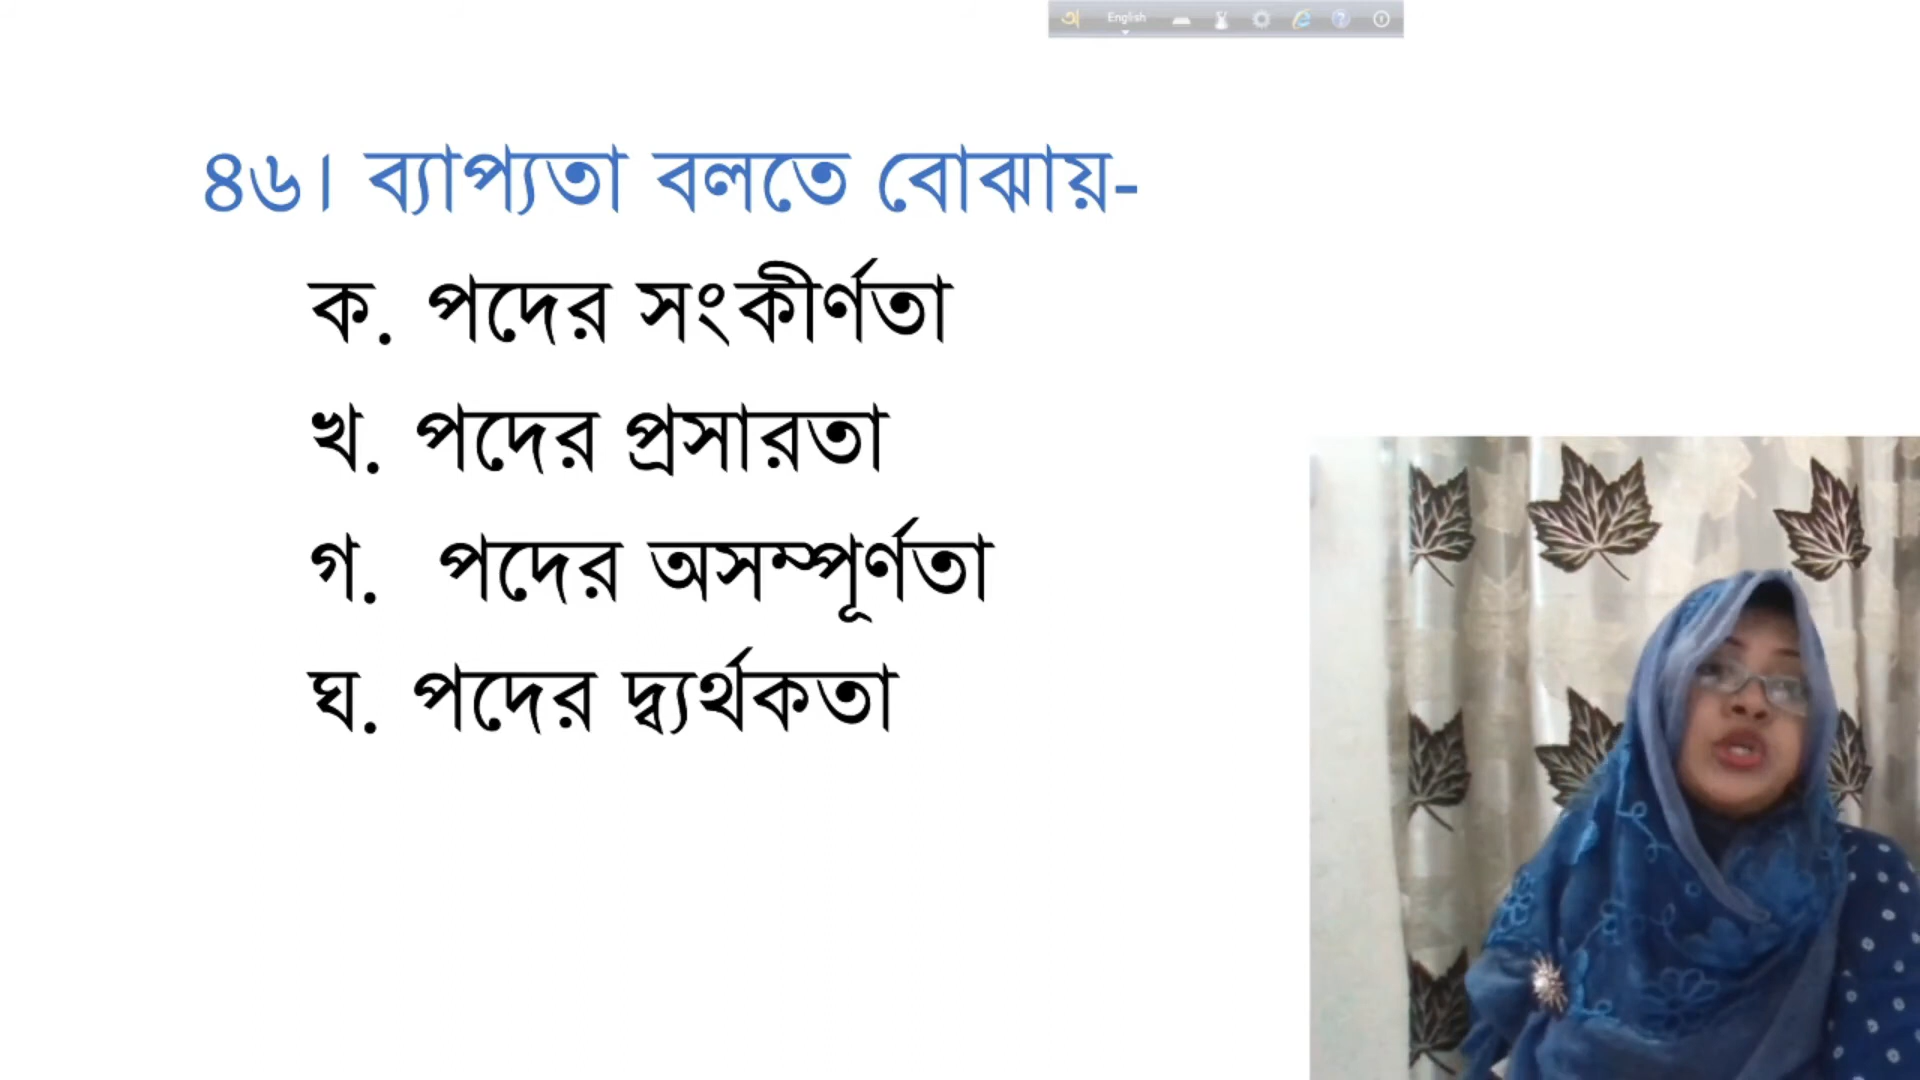 English
৪৬। ব্যাপ্যতা বলতে বোঝায়-
ক. পদের সংকীর্ণতা
খ. পদের প্রসারতা
গ. পদের অসম্পূর্ণতা
ঘ. পদের দ্ব্যর্থকতা